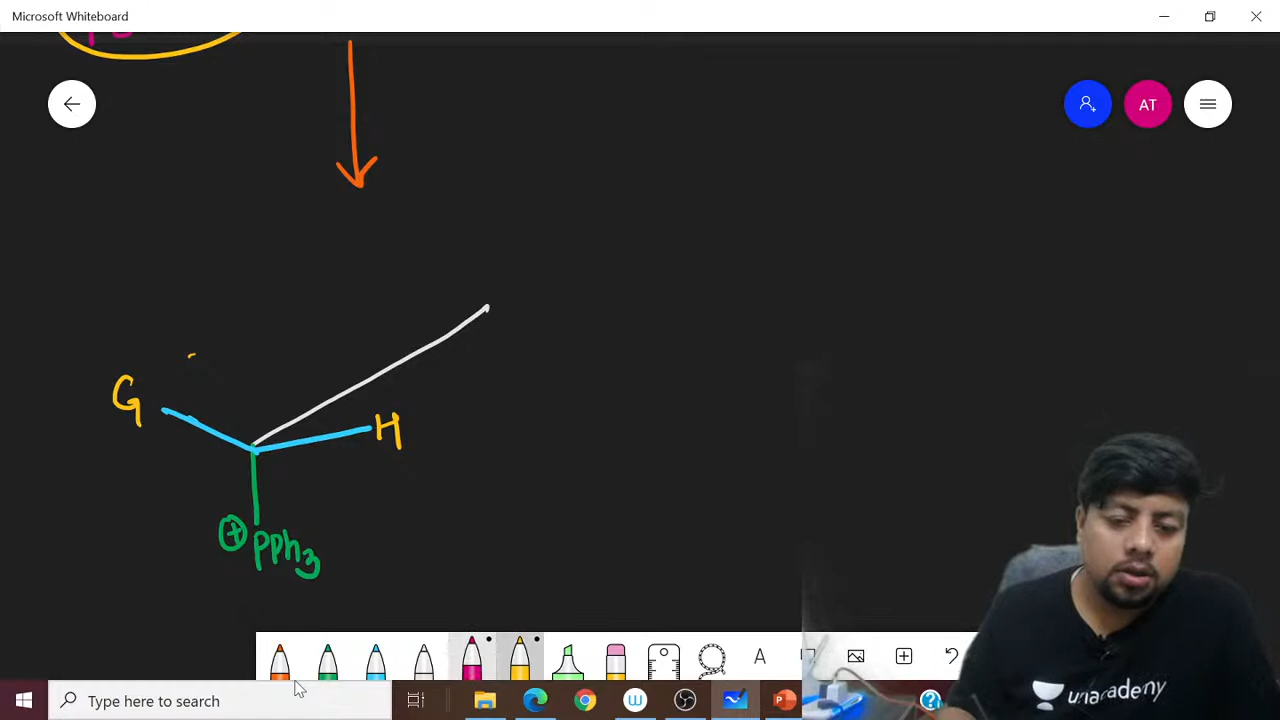 Microsoft Whiteboard
AT
G
H
⊕
pph3
A
Type here to search
unacademy